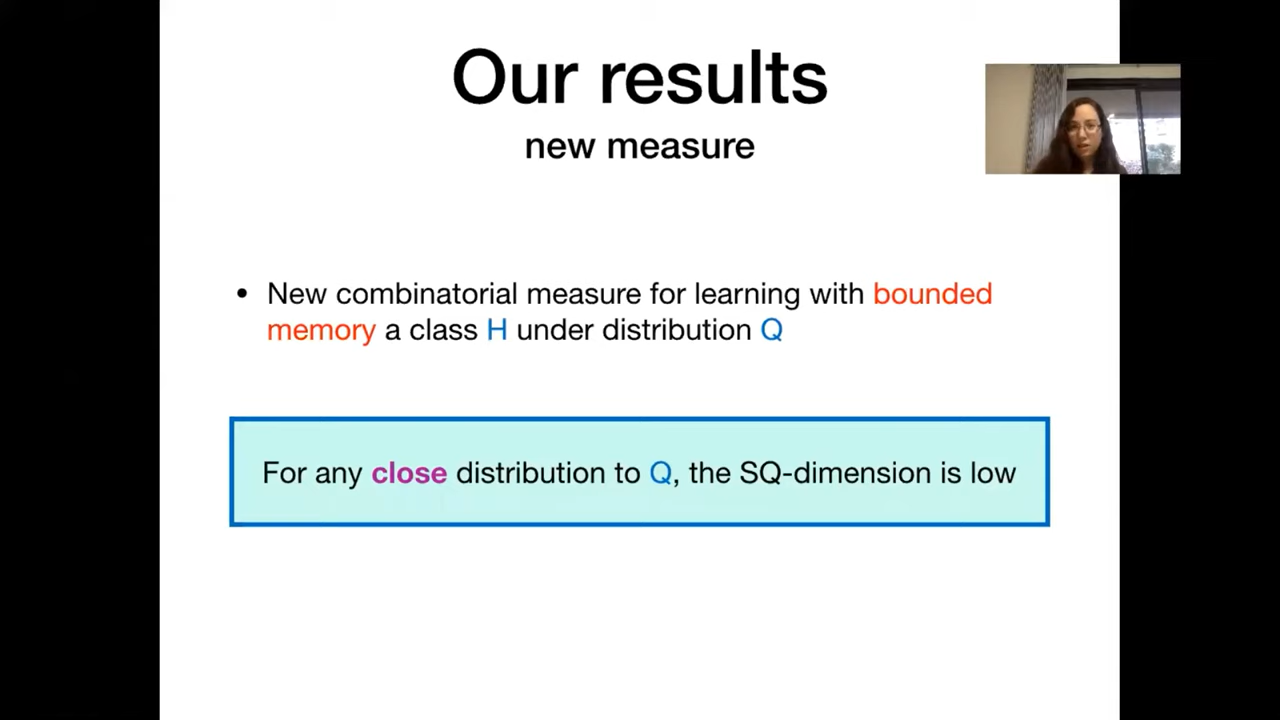 Our results
new measure
• New combinatorial measure for learning with bounded
memory a class H under distribution Q
For any close distribution to Q, the SQ-dimension is low